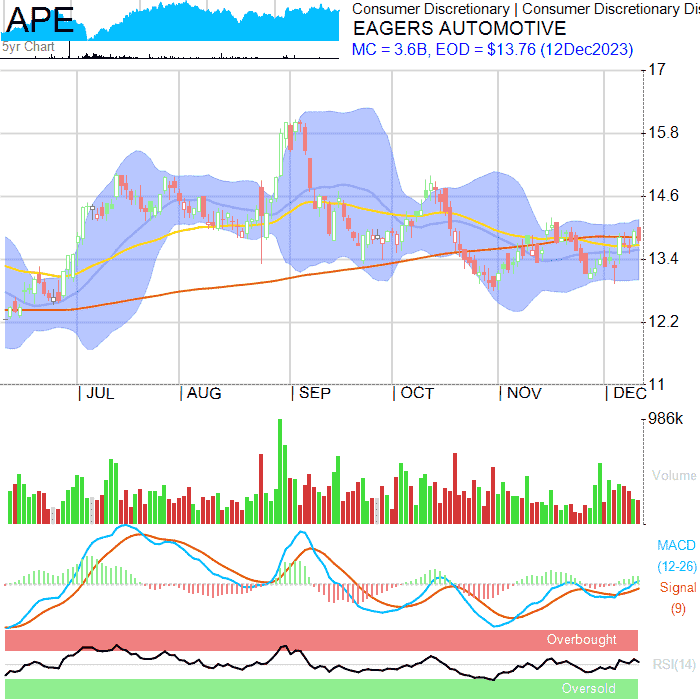 APE
5yr Chart
Consumer Discretionary | Consumer Discretionary Dis
EAGERS AUTOMOTIVE
MC = 3.6B, EOD = $13.76 (12Dec2023)
17
15.8
14.6
13.4
12.2
11
JUL
AUG
SEP
OCT
NOV
DEC
986k
Volume
MACD
(12-26)
Signal
(9)
Overbought
RSI(14)
Oversold